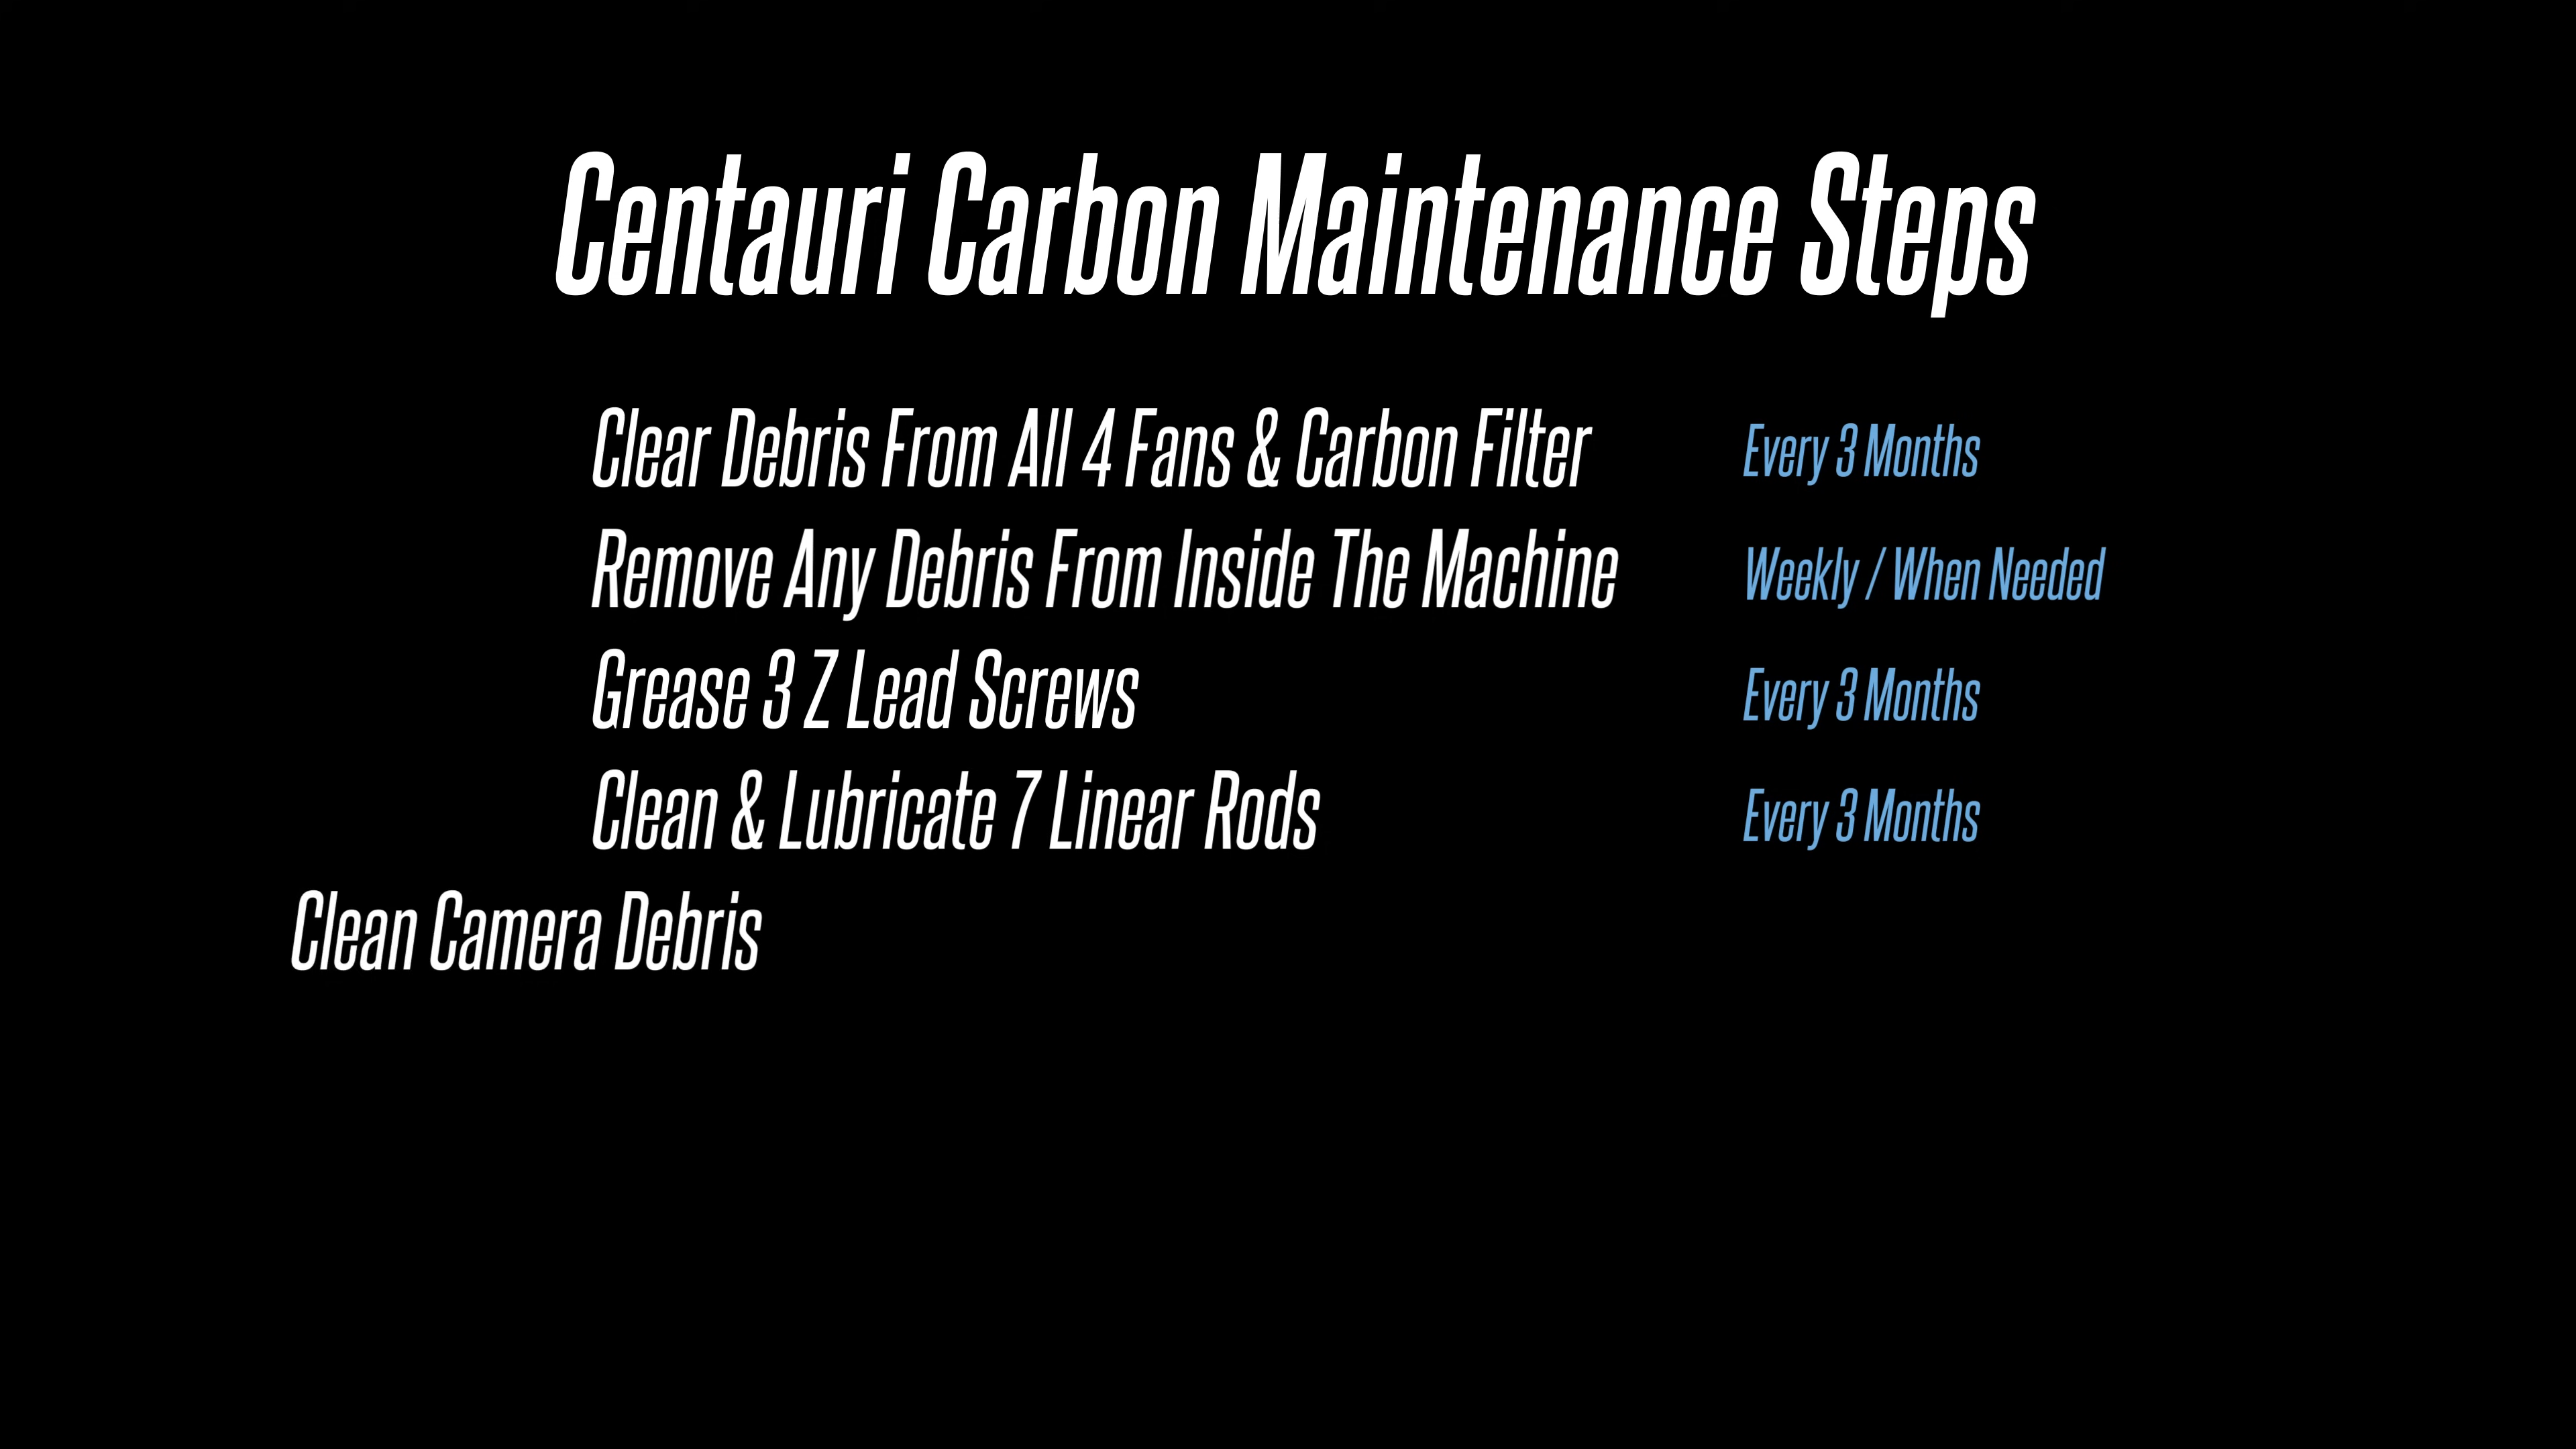 Centauri Carbon Maintenance Steps
Clear Debris From All 4 Fans & Carbon Filter Every 3 Months
Remove Any Debris From Inside The Machine Weekly / When Needed
Grease 3 Z Lead Screws Every 3 Months
Clean & Lubricate 7 Linear Rods Every 3 Months
Clean Camera Debris